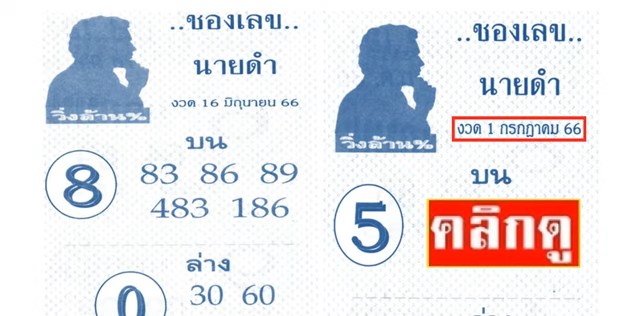 ..ช่องเลข..
นายดำ
งวด 16 มิถุนายน 66
วิ่งล้าน%
บน
8
83 86 89
483 186
ล่าง
0
30 60
..ช่องเลข..
นายดำ
งวด 1 กรกฎาคม 66
วิ่งล้าน%
บน
5
คลิกดู